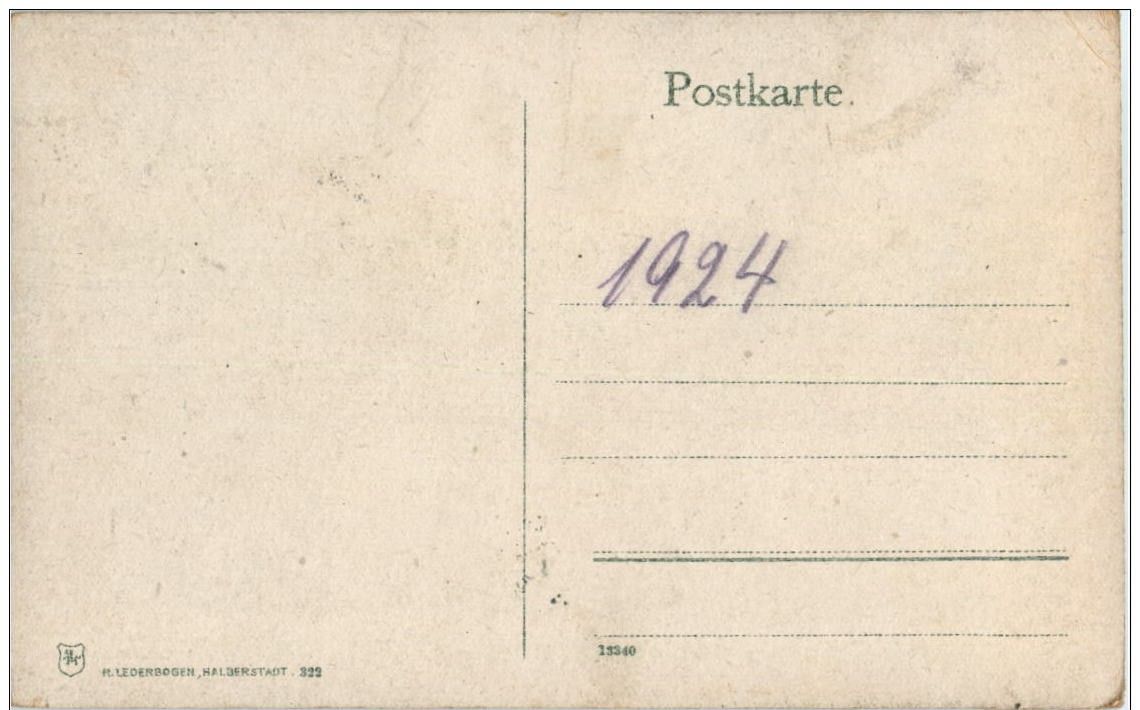 Postkarte.
1924
R. LEDERBOGEN, HALBERSTADT. 322
13340